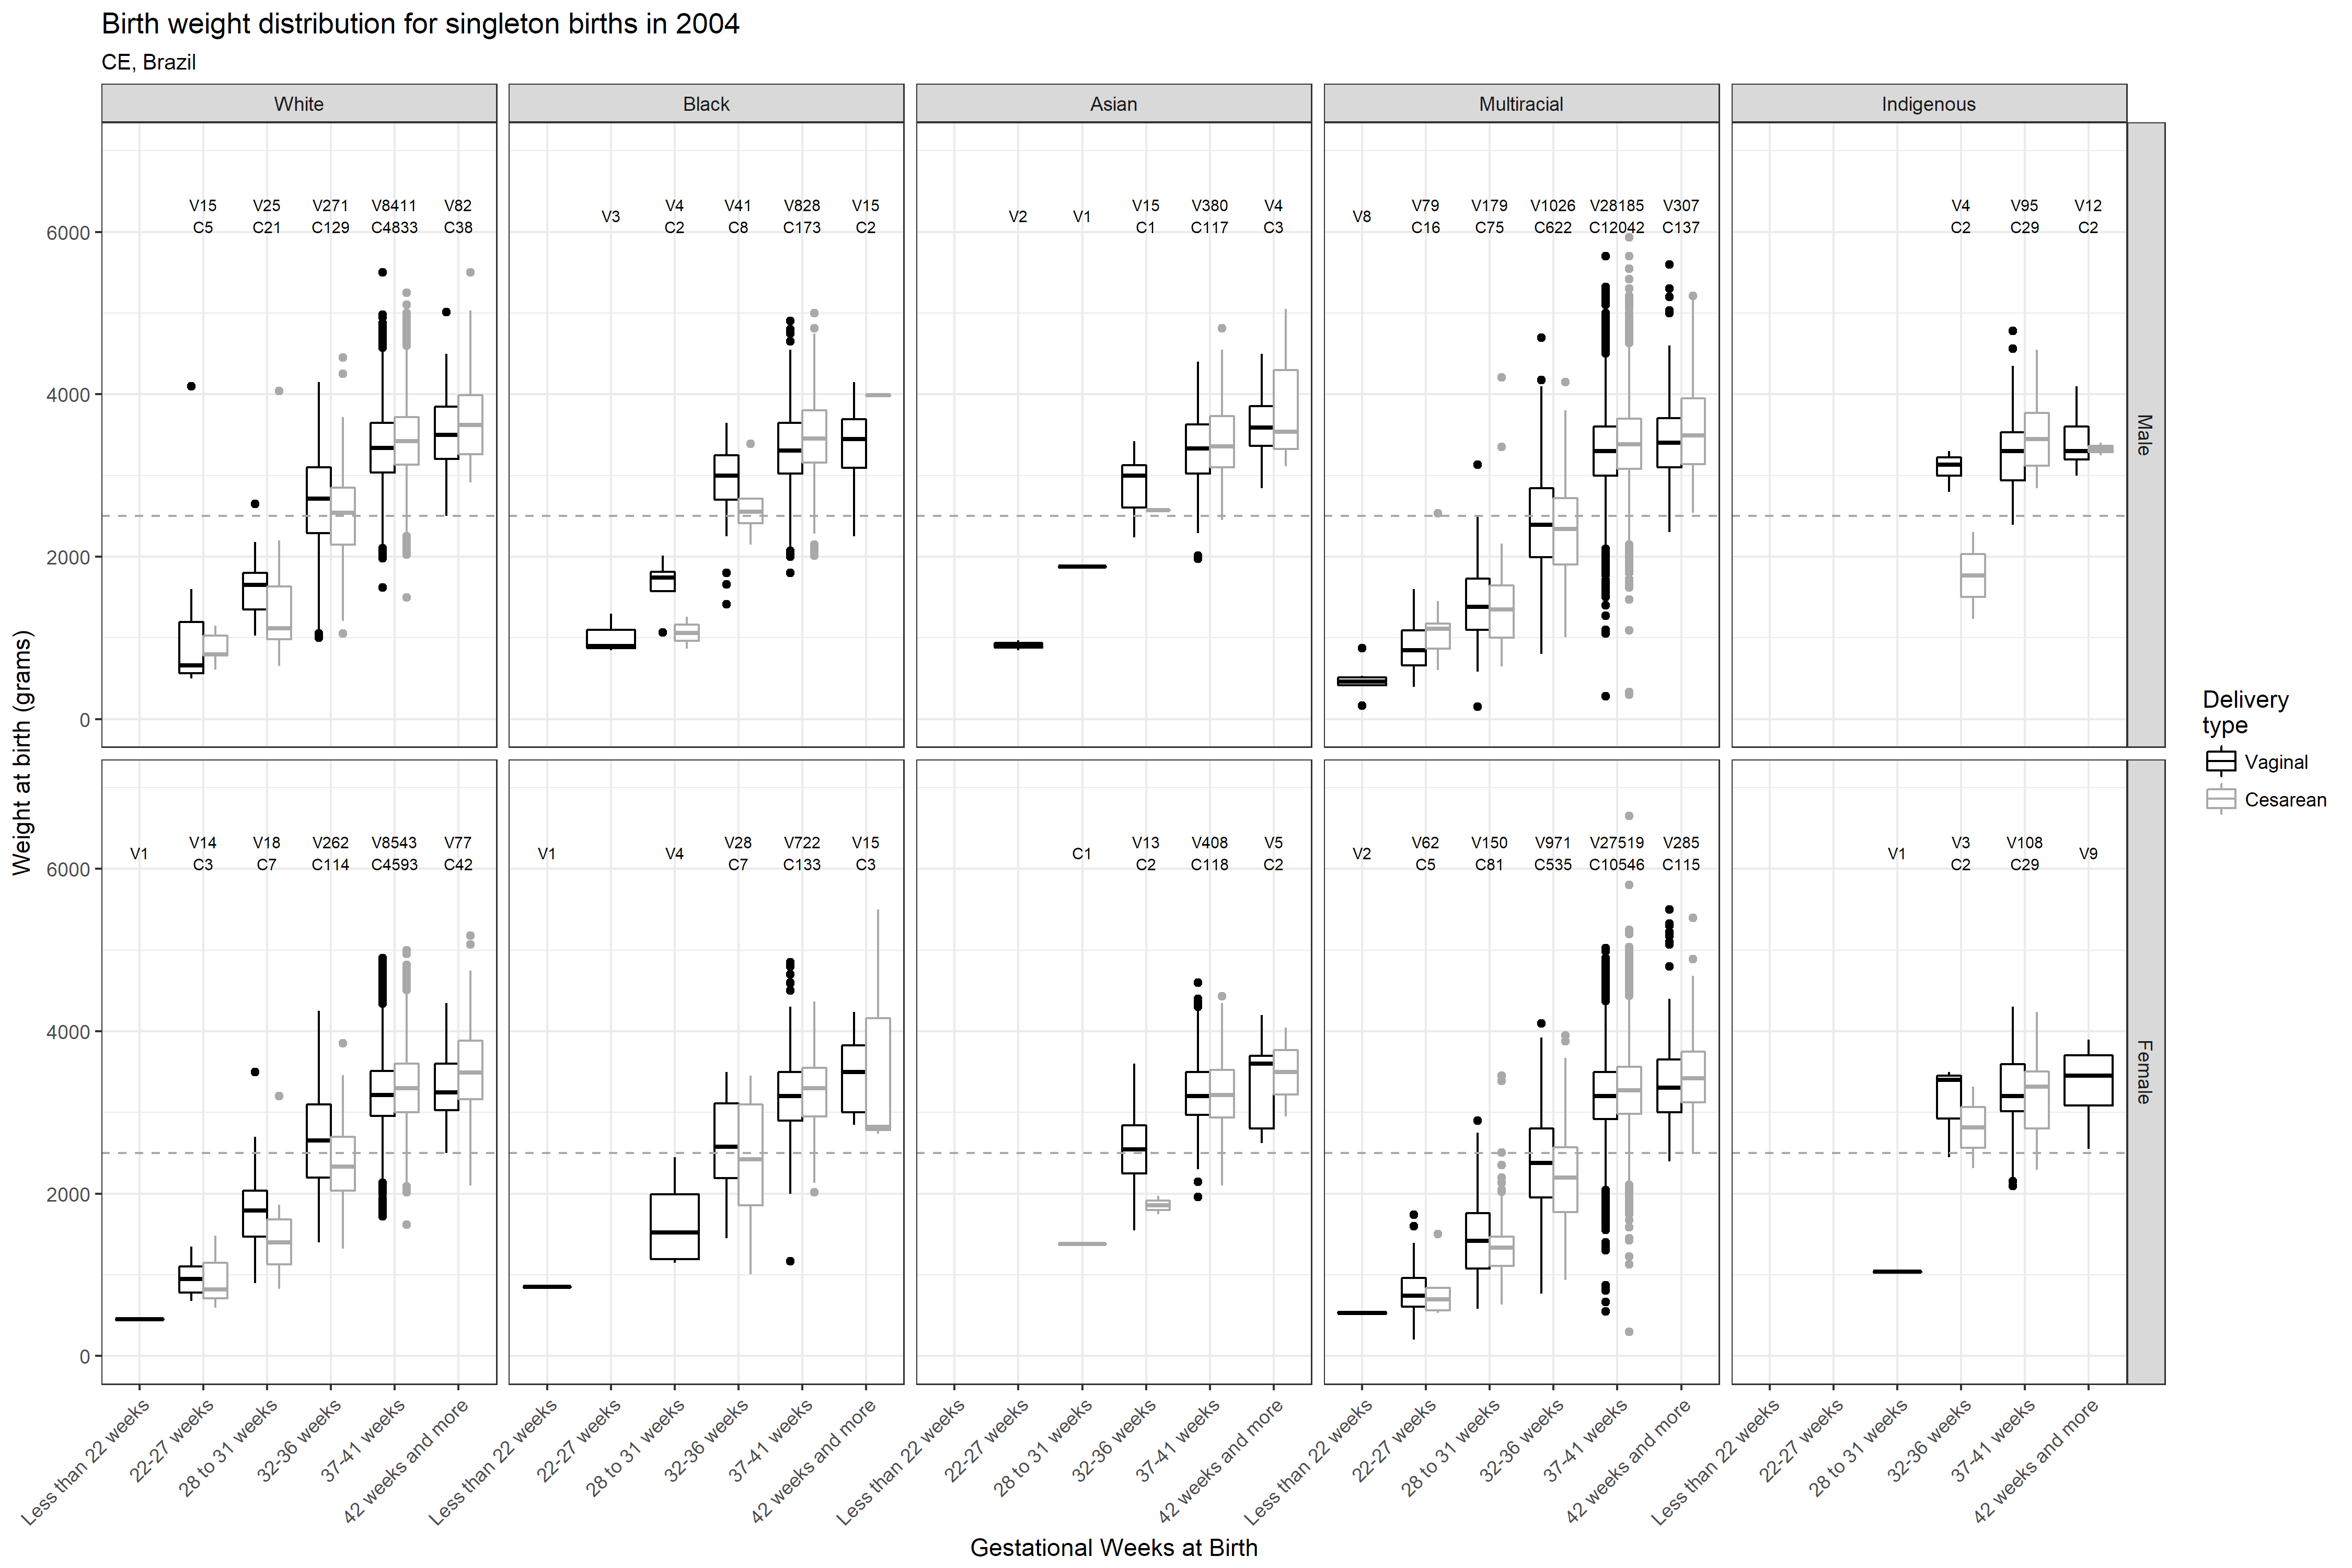 Birth weight distribution for singleton births in 2004
CE, Brazil
White
Black
Asian
Multiracial
Indigenous
Male
Female
Weight at birth (grams)
6000
4000
2000
0
V15
C5
V25
C21
V271
C129
V8411
C4833
V82
C38
V3
V4
C2
V41
C8
V828
C173
V15
C2
V2
V1
V15
C1
V380
C117
V4
C3
V8
V79
C16
V179
C75
V1026
C622
V28185
C12042
V307
C137
V4
C2
V95
C29
V12
C2
6000
4000
2000
0
V1
V14
C3
V18
C7
V262
C114
V8543
C4593
V77
C42
V1
V4
V28
C7
V722
C133
V15
C3
C1
V13
C2
V408
C118
V5
C2
V2
V62
C5
V150
C81
V971
C535
V27519
C10546
V285
C115
V1
V3
C2
V108
C29
V9
Less than 22 weeks
22-27 weeks
28 to 31 weeks
32-36 weeks
37-41 weeks
42 weeks and more
Less than 22 weeks
22-27 weeks
28 to 31 weeks
32-36 weeks
37-41 weeks
42 weeks and more
Less than 22 weeks
22-27 weeks
28 to 31 weeks
32-36 weeks
37-41 weeks
42 weeks and more
Less than 22 weeks
22-27 weeks
28 to 31 weeks
32-36 weeks
37-41 weeks
42 weeks and more
Less than 22 weeks
22-27 weeks
28 to 31 weeks
32-36 weeks
37-41 weeks
42 weeks and more
Gestational Weeks at Birth
Delivery
type
Vaginal
Cesarean